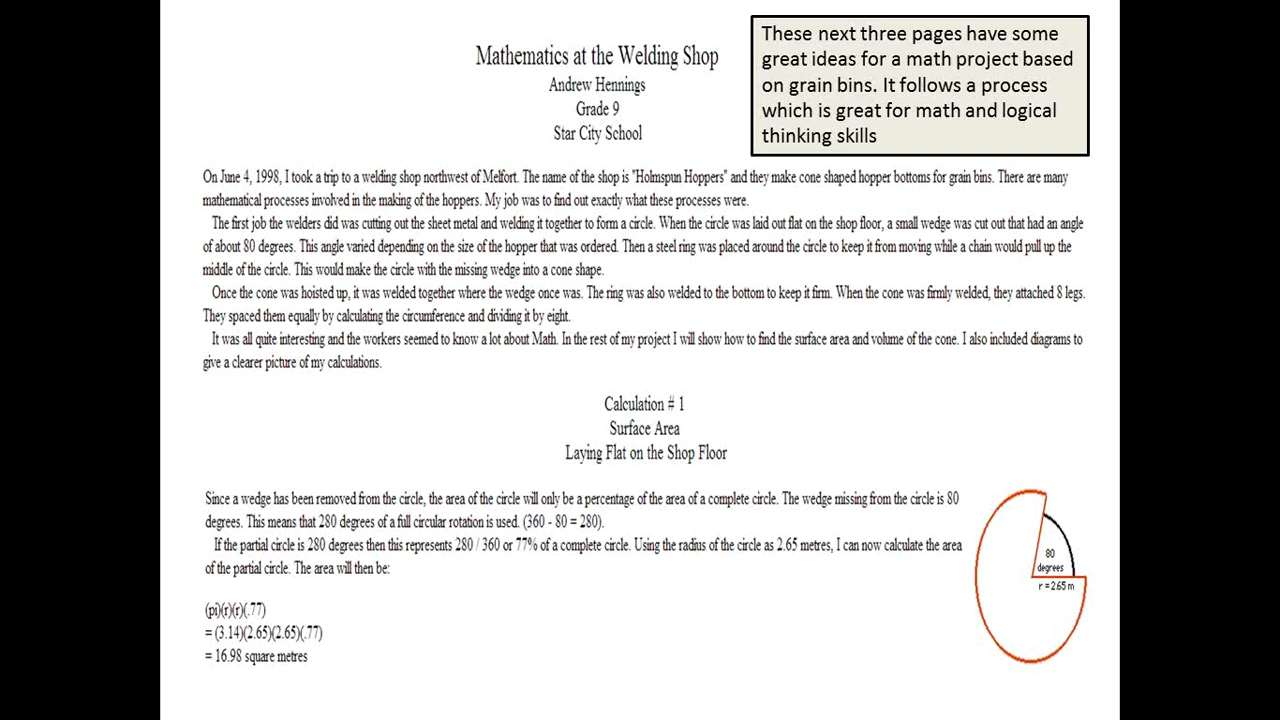 Mathematics at the Welding Shop
Andrew Hennings
Grade 9
Star City School
These next three pages have some
great ideas for a math project based
on grain bins. It follows a process
which is great for math and logical
thinking skills
On June 4, 1998, I took a trip to a welding shop northwest of Melfort. The name of the shop is "Holmspun Hoppers" and they make cone shaped hopper bottoms for grain bins. There are many
mathematical processes involved in the making of the hoppers. My job was to find out exactly what these processes were.
The first job the welders did was cutting out the sheet metal and welding it together to form a circle. When the circle was laid out flat on the shop floor, a small wedge was cut out that had an angle
of about 80 degrees. This angle varied depending on the size of the hopper that was ordered. Then a steel ring was placed around the circle to keep it from moving while a chain would pull up the
middle of the circle. This would make the circle with the missing wedge into a cone shape.
Once the cone was hoisted up, it was welded together where the wedge once was. The ring was also welded to the bottom to keep it firm. When the cone was firmly welded, they attached 8 legs.
They spaced them equally by calculating the circumference and dividing it by eight.
It was all quite interesting and the workers seemed to know a lot about Math. In the rest of my project I will show how to find the surface area and volume of the cone. I also included diagrams to
give a clearer picture of my calculations.
Calculation # 1
Surface Area
Laying Flat on the Shop Floor
Since a wedge has been removed from the circle, the area of the circle will only be a percentage of the area of a complete circle. The wedge missing from the circle is 80
degrees. This means that 280 degrees of a full circular rotation is used. (360 - 80 = 280).
If the partial circle is 280 degrees then this represents 280 / 360 or 77% of a complete circle. Using the radius of the circle as 2.65 metres, I can now calculate the area
of the partial circle. The area will then be:
(pi)(r)(r)(.77)
= (3.14)(2.65)(2.65)(.77)
= 16.98 square metres
80
degrees
r = 2.65 m